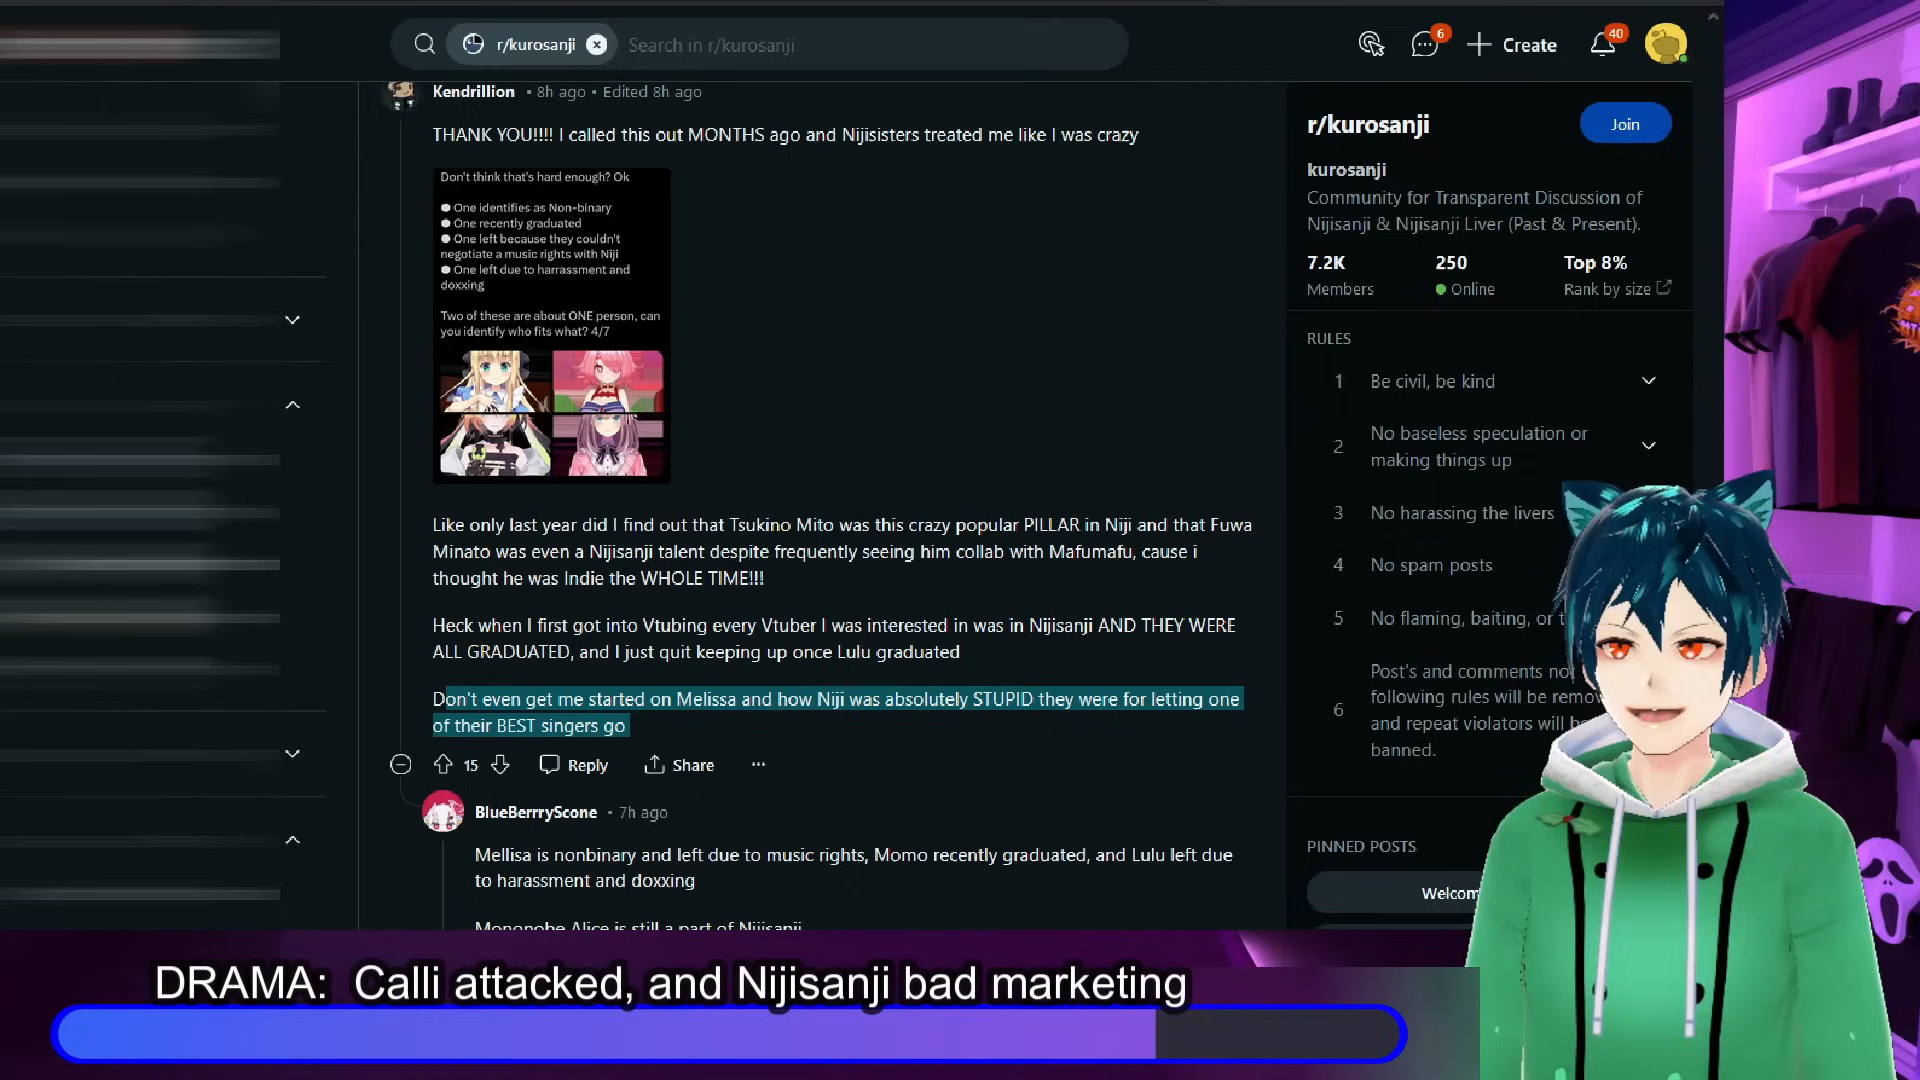 r/kurosanji
Search in r/kurosanji
6
Create
40
Kendrillion • 8h ago • Edited 8h ago
THANK YOU!!!! I called this out MONTHS ago and Nijisisters treated me like I was crazy
Don't think that's hard enough? Ok
One identifies as Non-binary
One recently graduated
One left because they couldn't
negotiate a music rights with Niji
One left due to harrassment and
doxxing
Two of these are about ONE person, can
you identify who fits what? 4/7
Like only last year did I find out that Tsukino Mito was this crazy popular PILLAR in Niji and that Fuwa
Minato was even a Nijisanji talent despite frequently seeing him collab with Mafumafu, cause i
thought he was Indie the WHOLE TIME!!!
Heck when I first got into Vtubing every Vtuber I was interested in was in Nijisanji AND THEY WERE
ALL GRADUATED, and I just quit keeping up once Lulu graduated
Don't even get me started on Melissa and how Niji was absolutely STUPID they were for letting one
of their BEST singers go
15
Reply
Share
BlueBerrryScone • 7h ago
Mellisa is nonbinary and left due to music rights, Momo recently graduated, and Lulu left due
to harassment and doxxing
Mononobe Alice is still a part of Nijisanji
r/kurosanji
Join
kurosanji
Community for Transparent Discussion of
Nijisanji & Nijisanji Liver (Past & Present).
7.2K
250
Top 8%
Members
Online
Rank by size
RULES
1 Be civil, be kind
2 No baseless speculation or
making things up
3 No harassing the livers
4 No spam posts
5 No flaming, baiting, or
6 Post's and comments
following rules will be
and repeat violators will
banned.
PINNED POSTS
DRAMA: Calli attacked, and Nijisanji bad marketing